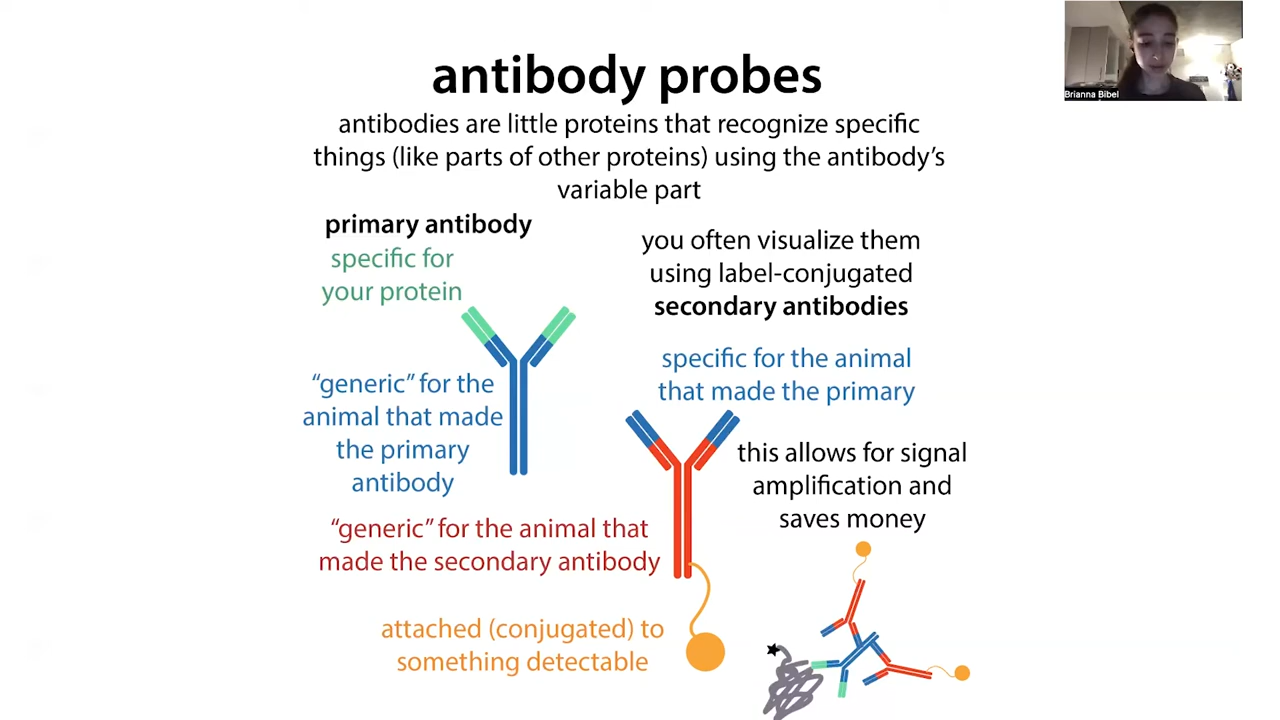 antibody probes
antibodies are little proteins that recognize specific
things (like parts of other proteins) using the antibody's
variable part
primary antibody
specific for
your protein
"generic" for the
animal that made
the primary
antibody
you often visualize them
using label-conjugated
secondary antibodies
specific for the animal
that made the primary
this allows for signal
amplification and
saves money
"generic" for the animal that
made the secondary antibody
attached (conjugated) to
something detectable
Brianna Bibel